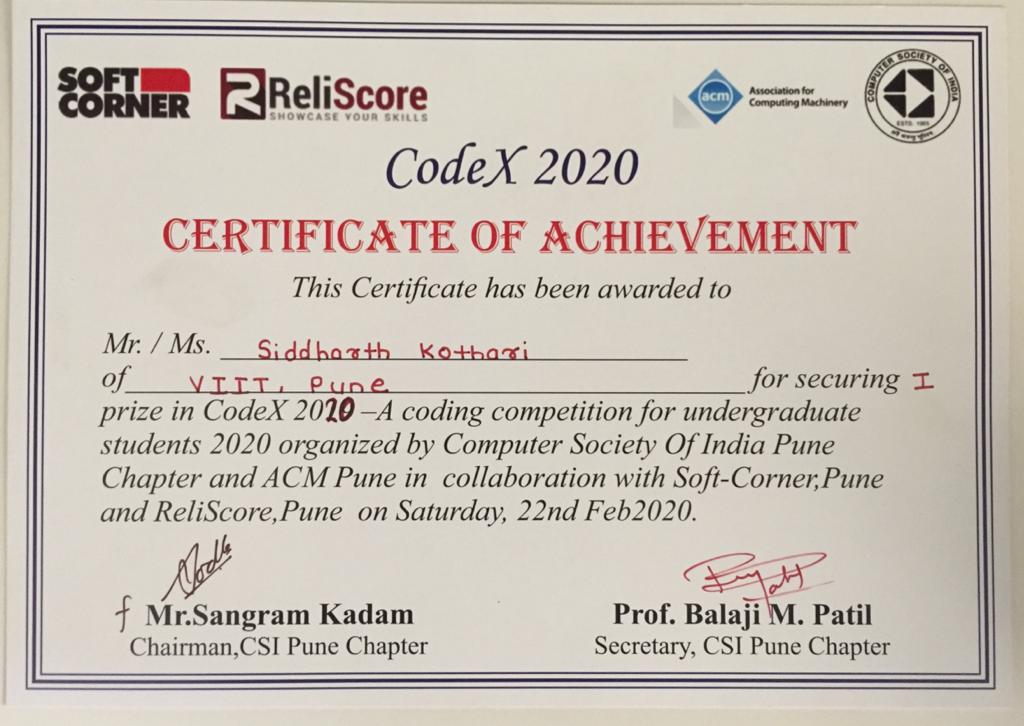 SOFT CORNER
ReliScore
SHOWCASE YOUR SKILLS
acm Association for Computing Machinery
COMPUTER SOCIETY OF INDIA
ESTD. 1965
CodeX 2020
CERTIFICATE OF ACHIEVEMENT
This Certificate has been awarded to
Mr. / Ms. Siddharth Kothari
of VIIT, Pune for securing I
prize in CodeX 2020 –A coding competition for undergraduate
students 2020 organized by Computer Society Of India Pune
Chapter and ACM Pune in collaboration with Soft-Corner,Pune
and ReliScore,Pune on Saturday, 22nd Feb2020.
f Mr.Sangram Kadam
Chairman,CSI Pune Chapter
Prof. Balaji M. Patil
Secretary, CSI Pune Chapter